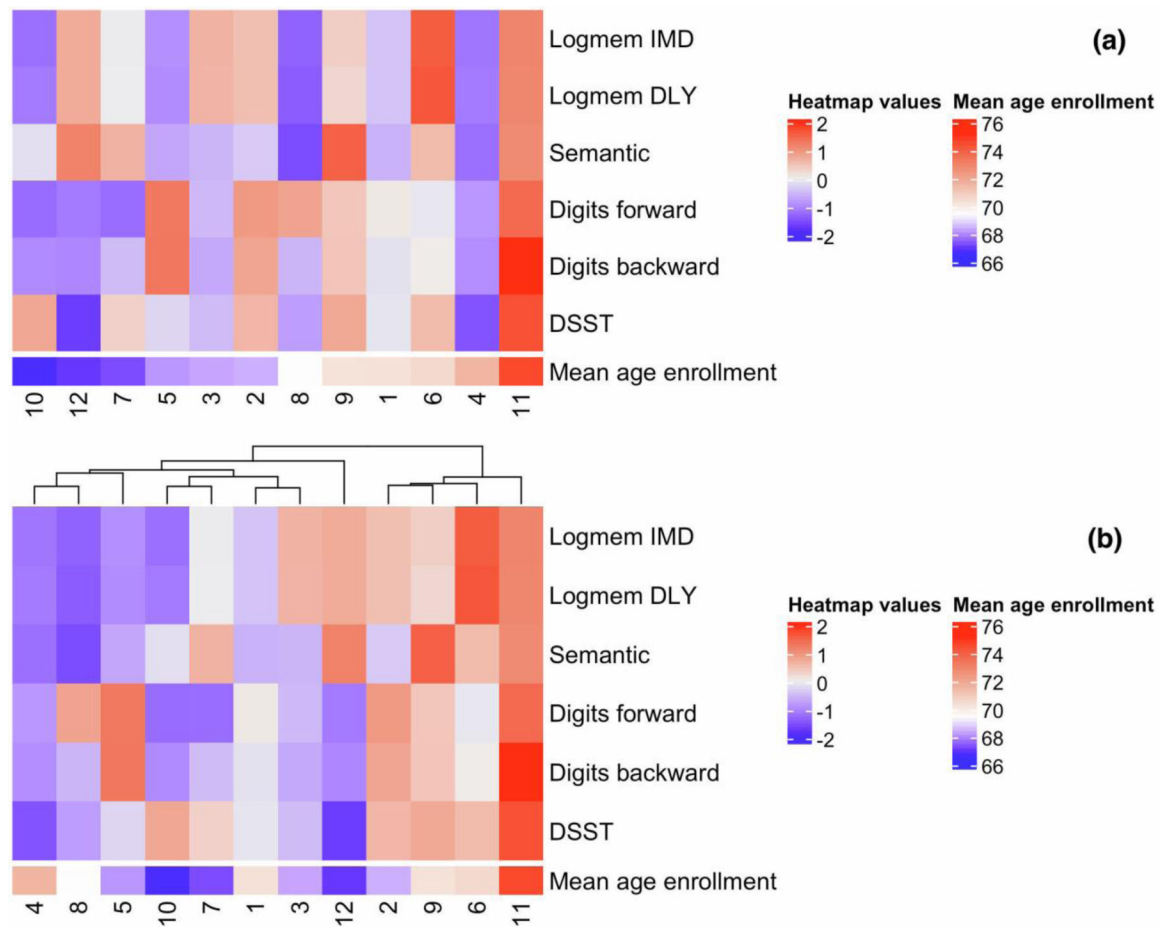 (a)
Logmem IMD
Logmem DLY
Semantic
Digits forward
Digits backward
DSST
Mean age enrollment
10 12 7 5 3 2 8 9 1 6 4 11
Heatmap values
2
1
0
-1
-2
Mean age enrollment
76
74
72
70
68
66
(b)
Logmem IMD
Logmem DLY
Semantic
Digits forward
Digits backward
DSST
Mean age enrollment
4 8 5 10 7 1 3 12 2 9 6 11
Heatmap values
2
1
0
-1
-2
Mean age enrollment
76
74
72
70
68
66